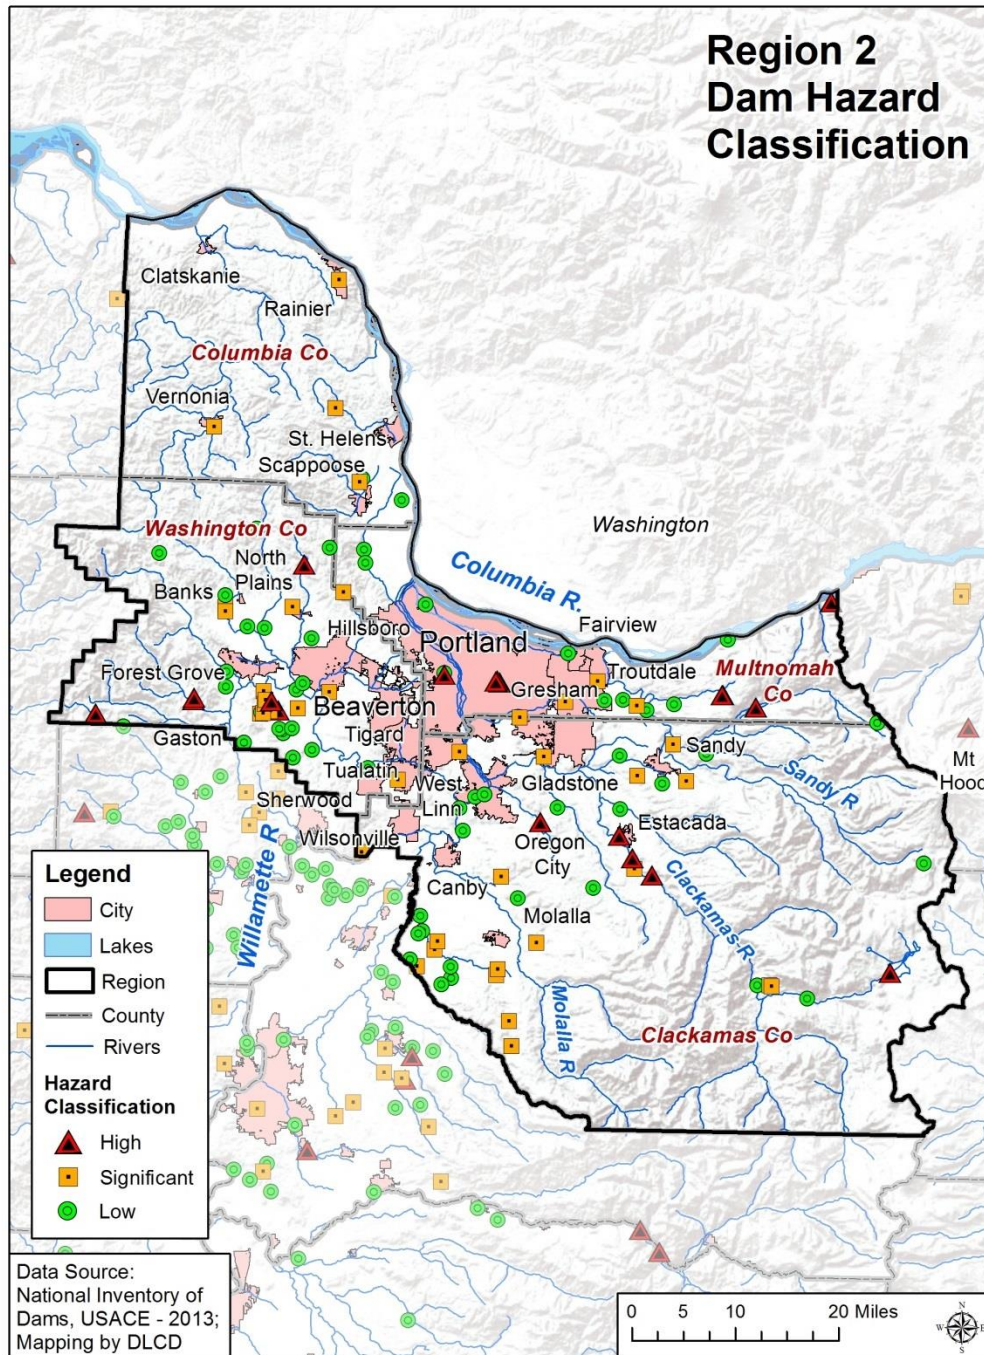 Region 2
Dam Hazard
Classification
Clatskanie
Rainier
Columbia Co
Vernonia
St. Helens
Scappoose
Washington Co
Washington
North
Plains
Columbia R.
Banks
Fairview
Hillsboro
Portland
Forest Grove
Troutdale
Multnomah
Co
Gresham
Beaverton
Gaston
Tigard
Sandy
Mt
Hood
Tualatin
West
Linn
Gladstone
Sandy R
Sherwood
Wilsonville
Estacada
Oregon
City
Willamette R
Canby
Clackamas R
Molalla
Molalla R
Clackamas Co
Legend
City
Lakes
Region
County
Rivers
Hazard
Classification
High
Significant
Low
Data Source:
National Inventory of
Dams, USACE - 2013;
Mapping by DLCD
0 5 10 20 Miles
N
W E
S